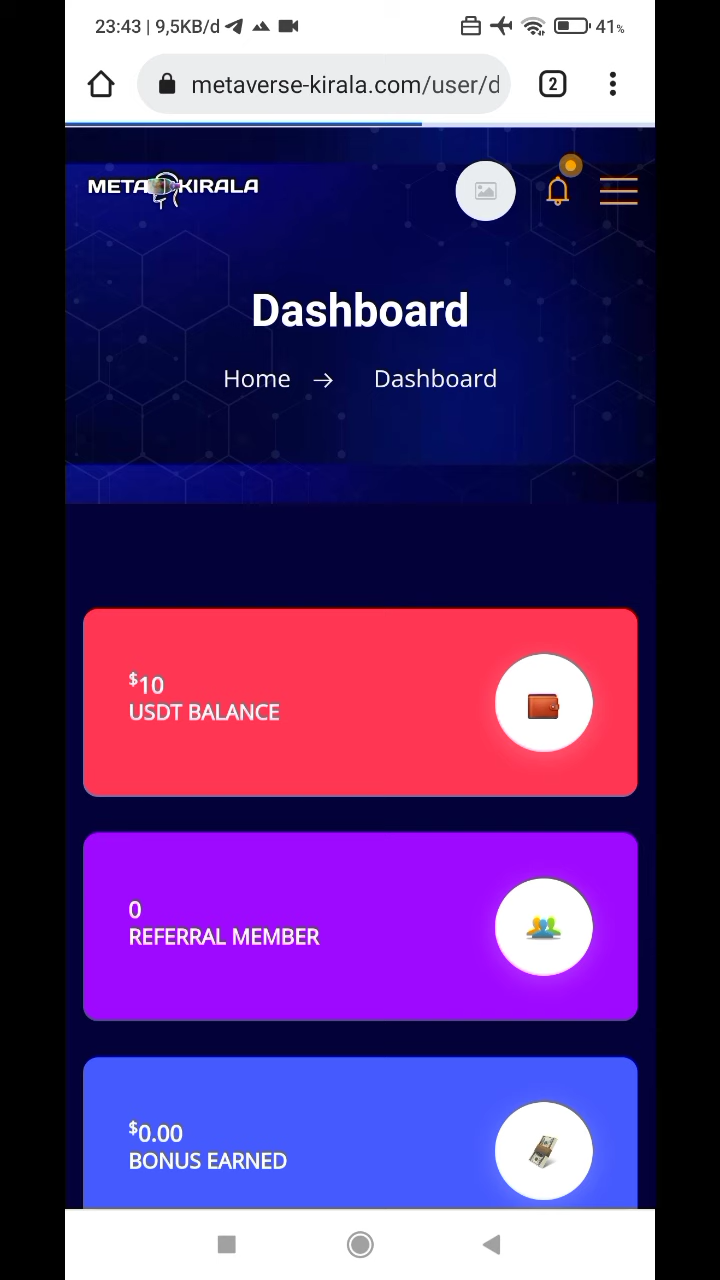 23:43 | 9,5KB/d
41%
metaverse-kirala.com/user/d
2
META KIRALA
Dashboard
Home → Dashboard
$10
USDT BALANCE
0
REFERRAL MEMBER
$0.00
BONUS EARNED